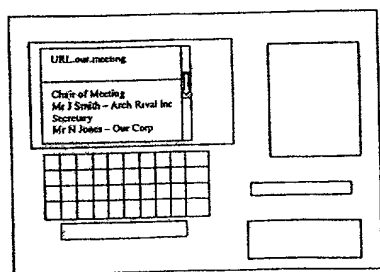 URL.our.meeting
Chair of Meeting
Mr J Smith – Arch Rival Inc
Secretary
Mr N Jones – Our Corp